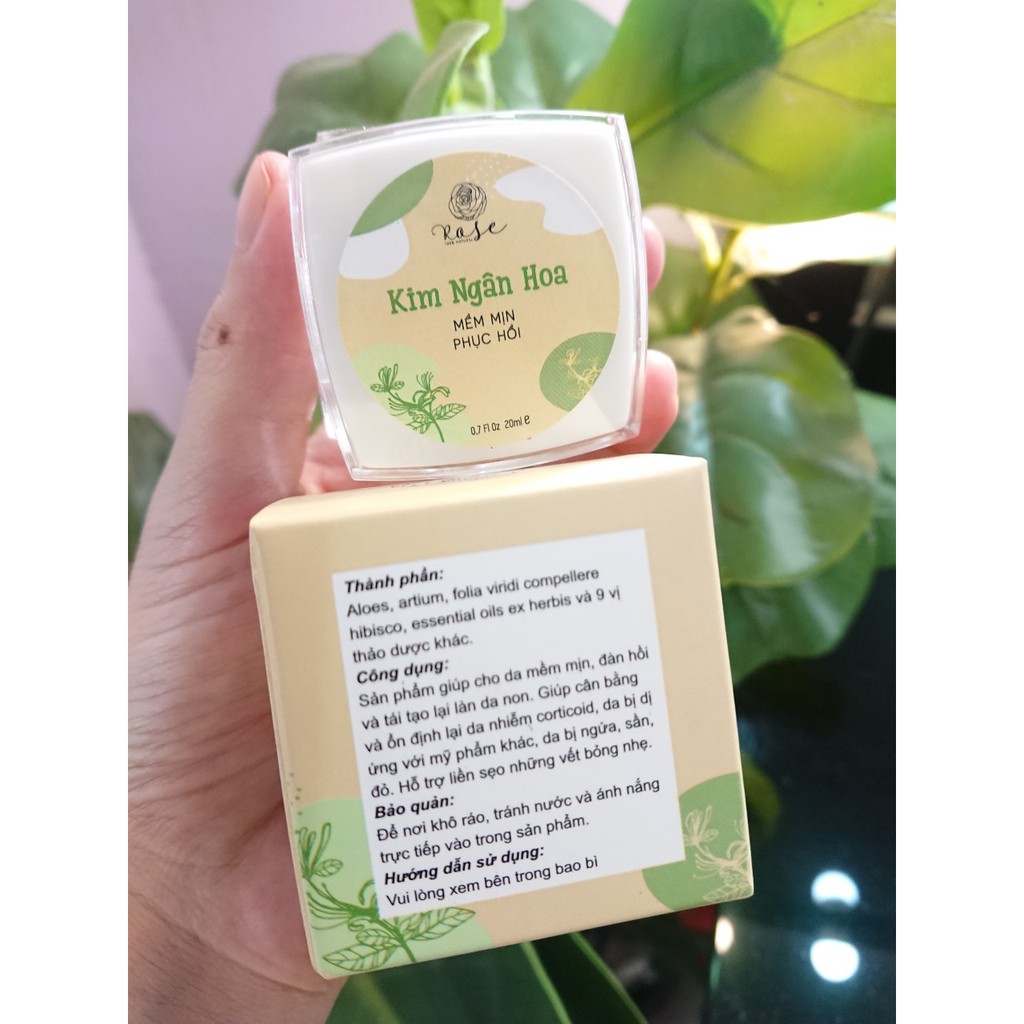 Rose
100% NATURAL
Kim Ngân Hoa
MỀM MỊN
PHỤC HỒI
0.7 Fl Oz 20ml e
Thành phần:
Aloes, artium, folia viridi compellere
hibisco, essential oils ex herbis và 9 vị
thảo dược khác.
Công dụng:
Sản phẩm giúp cho da mềm mịn, đàn hồi
và tái tạo lại làn da non. Giúp cân bằng
và ổn định lại da nhiễm corticoid, da bị dị
ứng với mỹ phẩm khác, da bị ngứa, sần,
đỏ. Hỗ trợ liền sẹo những vết bỏng nhẹ.
Bảo quản:
Để nơi khô ráo, tránh nước và ánh nắng
trực tiếp vào trong sản phẩm.
Hướng dẫn sử dụng:
Vui lòng xem bên trong bao bì